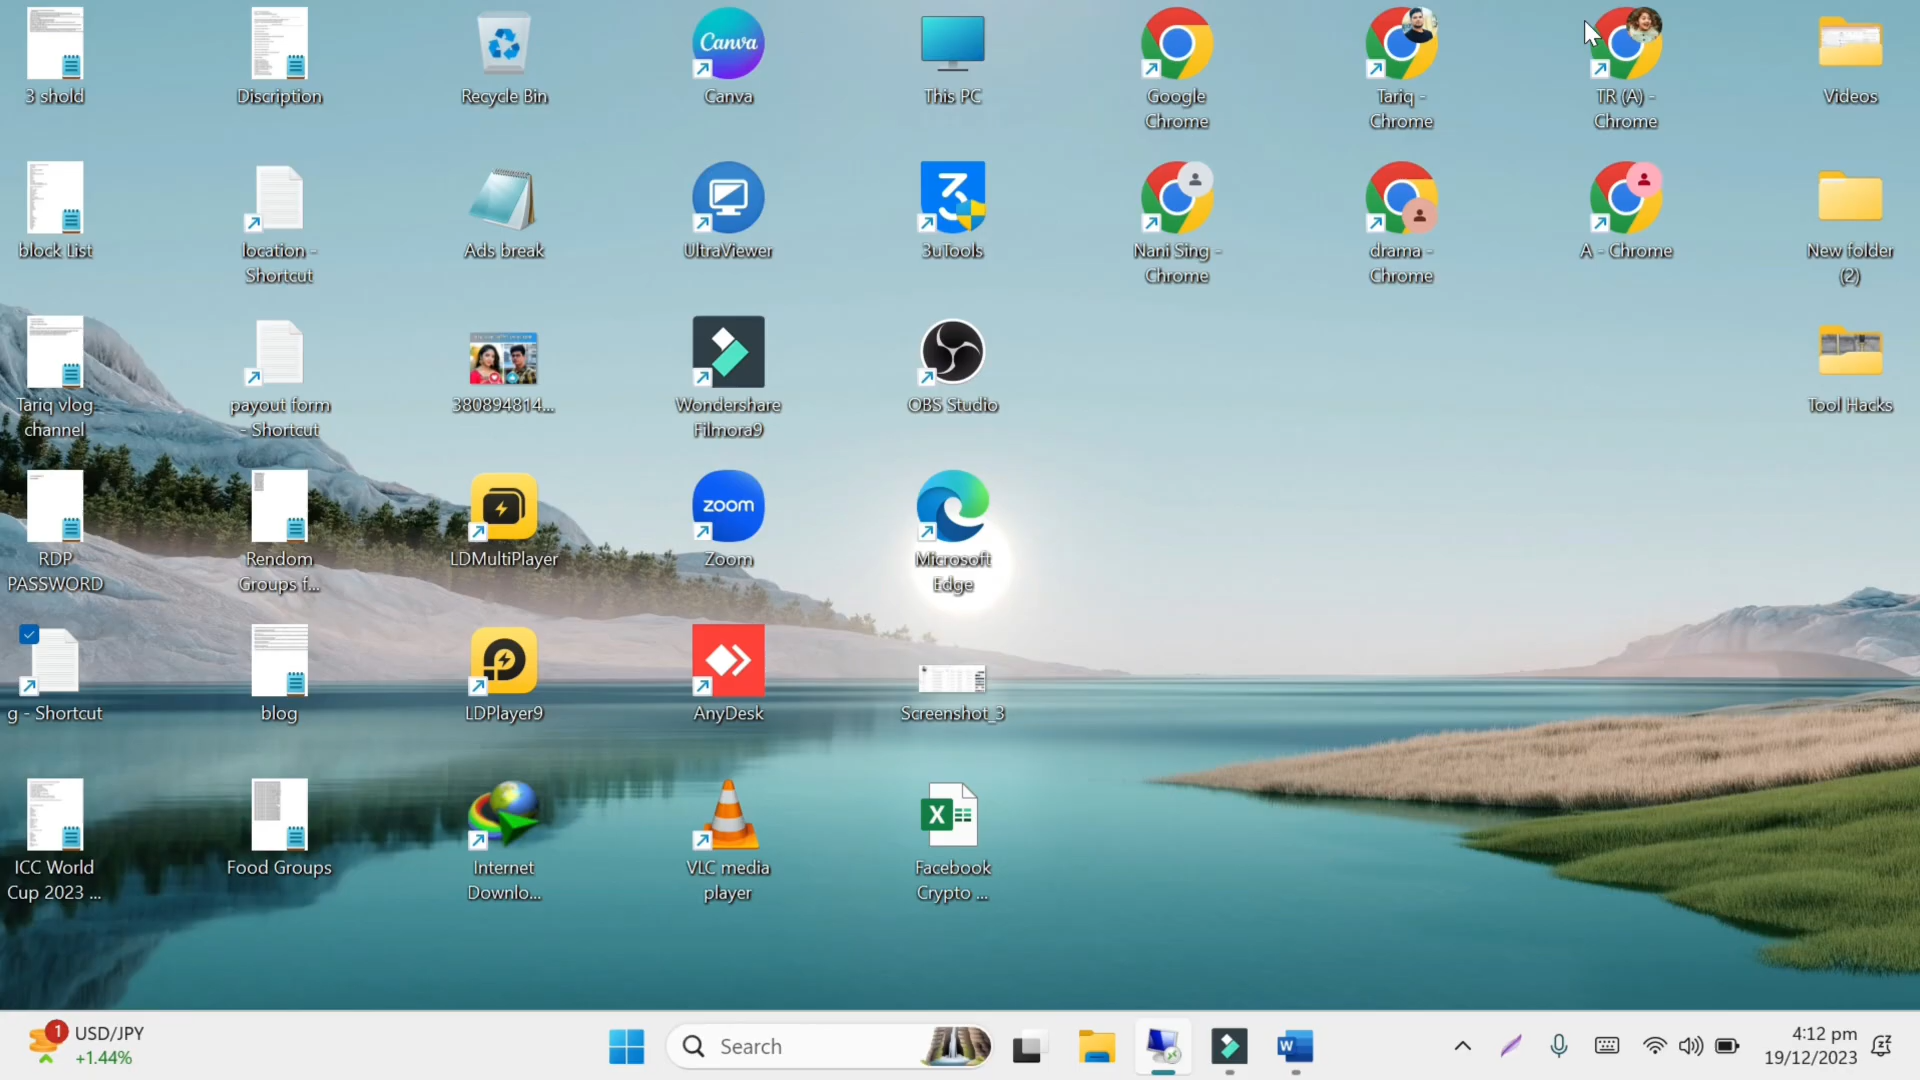 3 shold
Discription
Recycle Bin
Canva
Canva
This PC
Google
Chrome
Tariq -
Chrome
TR (A) -
Chrome
Videos
block List
location -
Shortcut
Ads break
UltraViewer
3uTools
Nani Sing -
Chrome
drama -
Chrome
A - Chrome
New folder
(2)
Tariq vlog
channel
payout form
- Shortcut
380894814...
Wondershare
Filmora9
OBS Studio
Tool Hacks
RDP
PASSWORD
Rendom
Groups f...
LDMultiPlayer
zoom
Zoom
Microsoft
Edge
g - Shortcut
blog
LDPlayer9
AnyDesk
Screenshot_3
ICC World
Cup 2023 ...
Food Groups
Internet
Downlo...
VLC media
player
X
Facebook
Crypto ...
1
USD/JPY
+1.44%
Search
W
4:12 pm
19/12/2023